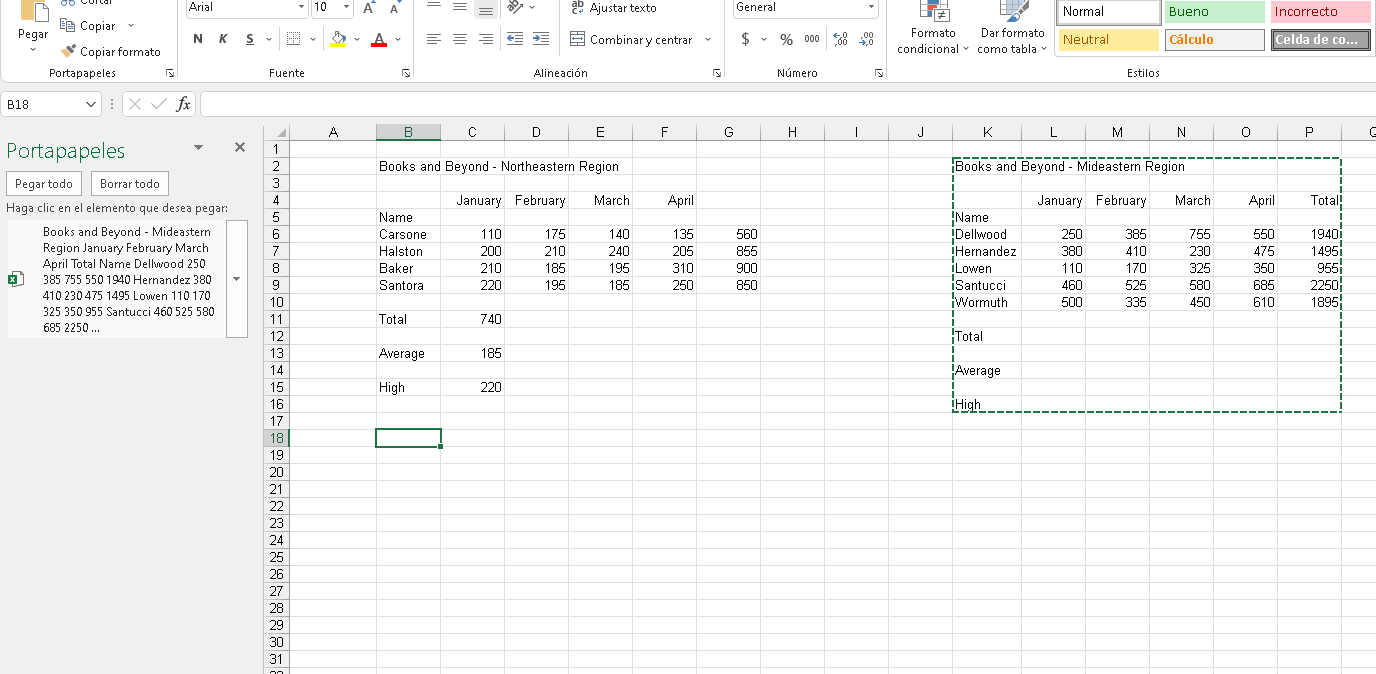 Cortar
Arial 10 A A ab Ajustar texto General Normal Bueno Incorrecto
Pegar Copiar
N K S A Combinar y centrar $ % 000 Formato condicional Dar formato como tabla Neutral Cálculo Celda de co...
Copiar formato
Portapapeles Fuente Alineación Número Estilos
B18 fx
A B C D E F G H I J K L M N O P Q
Portapapeles
Pegar todo Borrar todo
Haga clic en el elemento que desea pegar:
Books and Beyond - Mideastern
Region January February March
April Total Name Dellwood 250
385 755 550 1940 Hernandez 380
410 230 475 1495 Lowen 110 170
325 350 955 Santucci 460 525 580
685 2250 ...
1
2 Books and Beyond - Northeastern Region Books and Beyond - Mideastern Region
3
4 January February March April January February March April Total
5 Name Name
6 Carsone 110 175 140 135 560 Dellwood 250 385 755 550 1940
7 Halston 200 210 240 205 855 Hernandez 380 410 230 475 1495
8 Baker 210 185 195 310 900 Lowen 110 170 325 350 955
9 Santora 220 195 185 250 850 Santucci 460 525 580 685 2250
10 Wormuth 500 335 450 610 1895
11 Total 740
12 Total
13 Average 185
14 Average
15 High 220
16 High
17
18
19
20
21
22
23
24
25
26
27
28
29
30
31